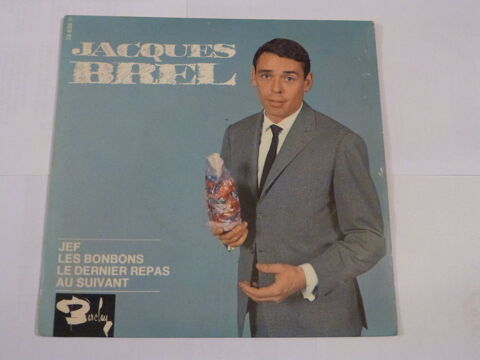 JACQUES
BREL
JEF
LES BONBONS
LE DERNIER REPAS
AU SUIVANT
Barclay